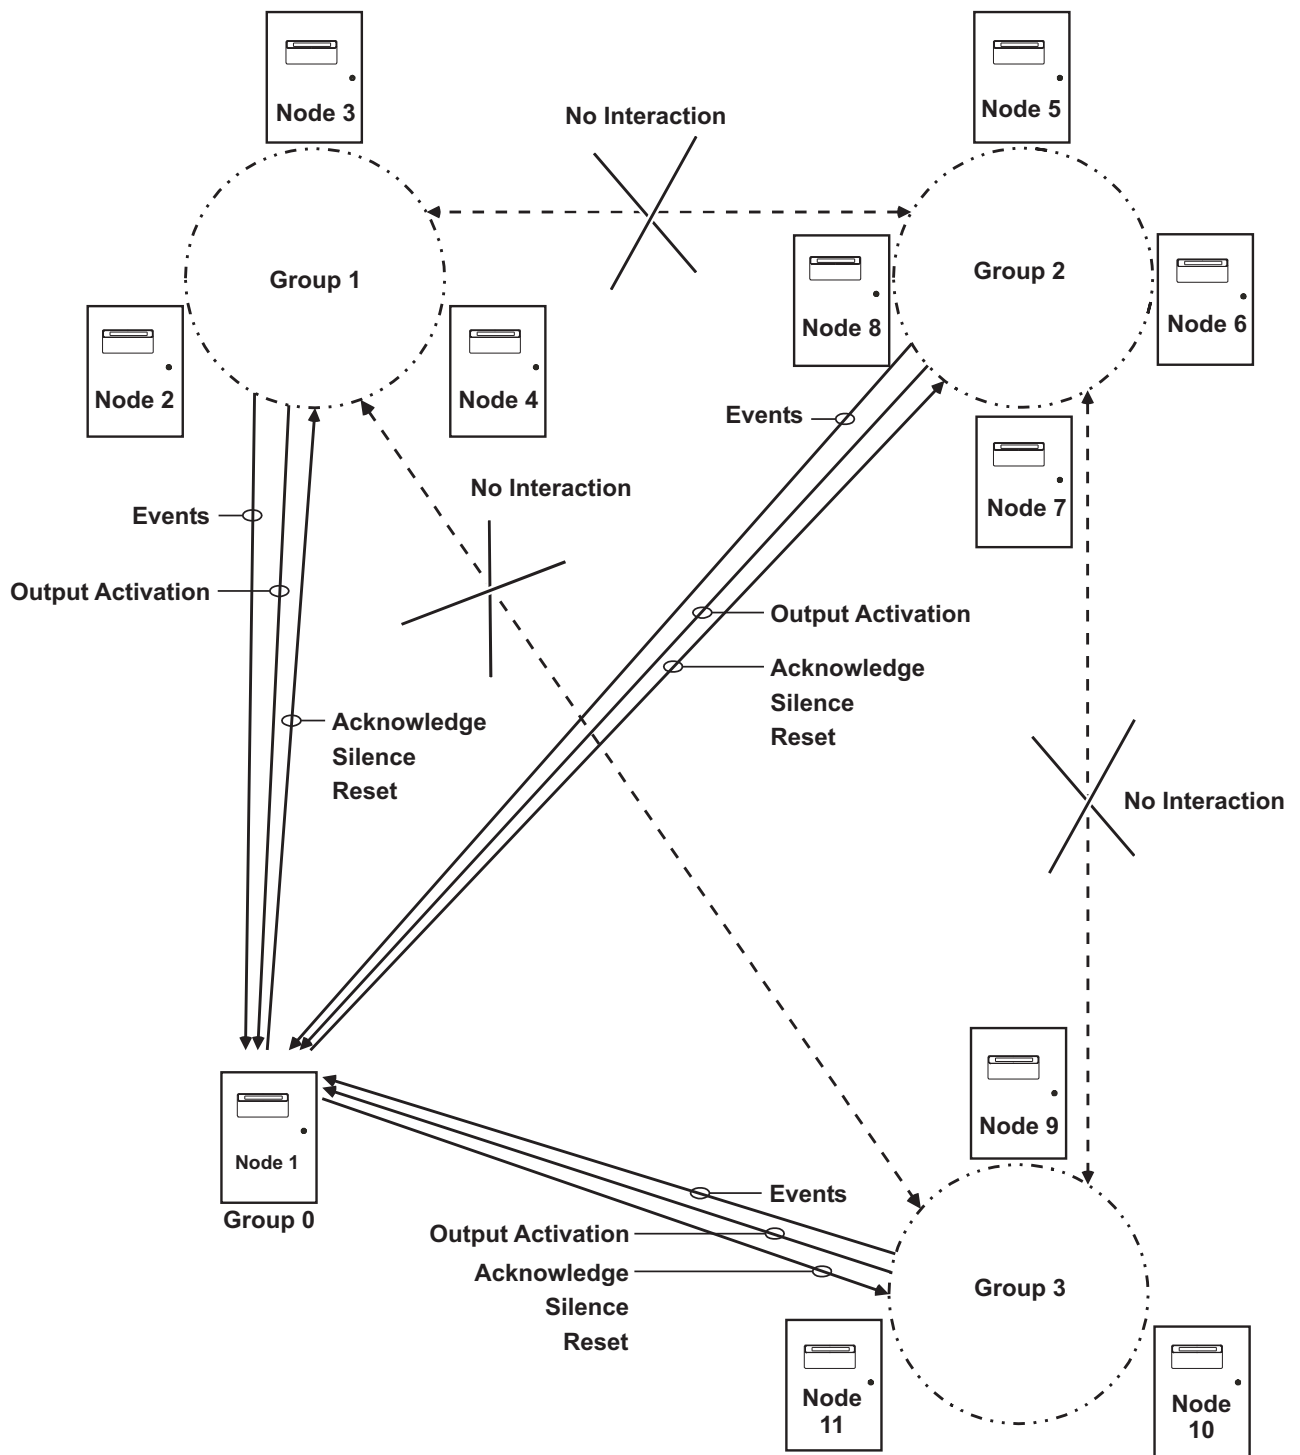 Node 3
Node 5
No Interaction
Group 1
Group 2
Node 8
Node 6
Node 2
Node 4
Events
No Interaction
Node 7
Events
Output Activation
Output Activation
Acknowledge
Silence
Reset
Acknowledge
Silence
Reset
No Interaction
Node 9
Node 1
Group 0
Events
Output Activation
Acknowledge
Silence
Reset
Group 3
Node
11
Node
10